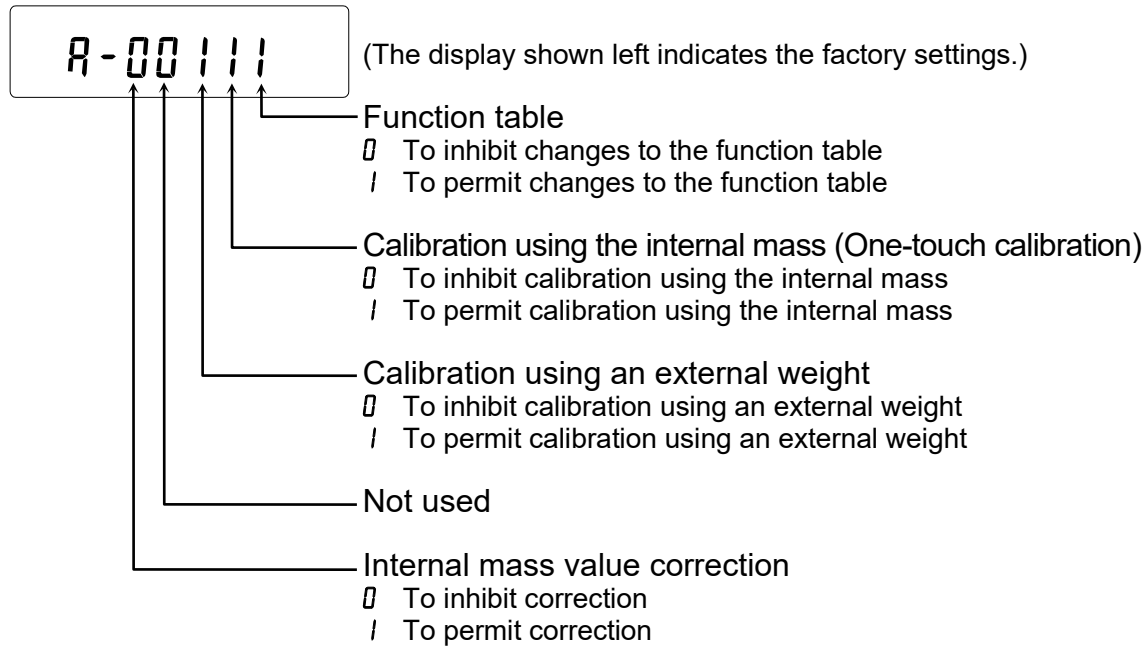 A-00111
(The display shown left indicates the factory settings.)
Function table
0 To inhibit changes to the function table
1 To permit changes to the function table
Calibration using the internal mass (One-touch calibration)
0 To inhibit calibration using the internal mass
1 To permit calibration using the internal mass
Calibration using an external weight
0 To inhibit calibration using an external weight
1 To permit calibration using an external weight
Not used
Internal mass value correction
0 To inhibit correction
1 To permit correction